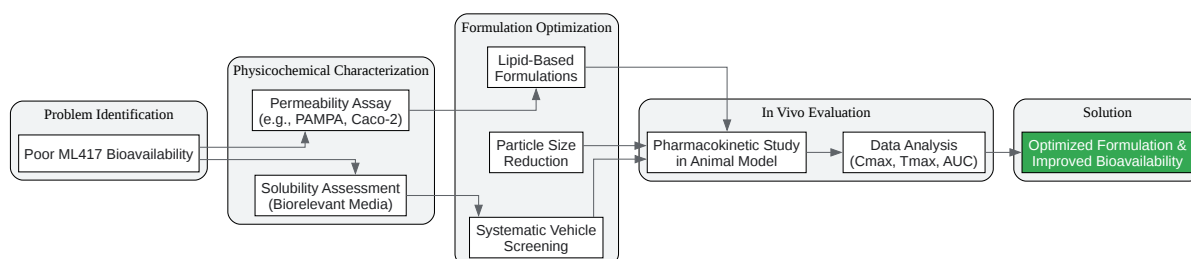 Problem Identification
Poor ML417 Bioavailability
Physicochemical Characterization
Permeability Assay
(e.g., PAMPA, Caco-2)
Solubility Assessment
(Biorelevant Media)
Formulation Optimization
Lipid-Based
Formulations
Particle Size
Reduction
Systematic Vehicle
Screening
In Vivo Evaluation
Pharmacokinetic Study
in Animal Model
Data Analysis
(Cmax, Tmax, AUC)
Solution
Optimized Formulation &
Improved Bioavailability